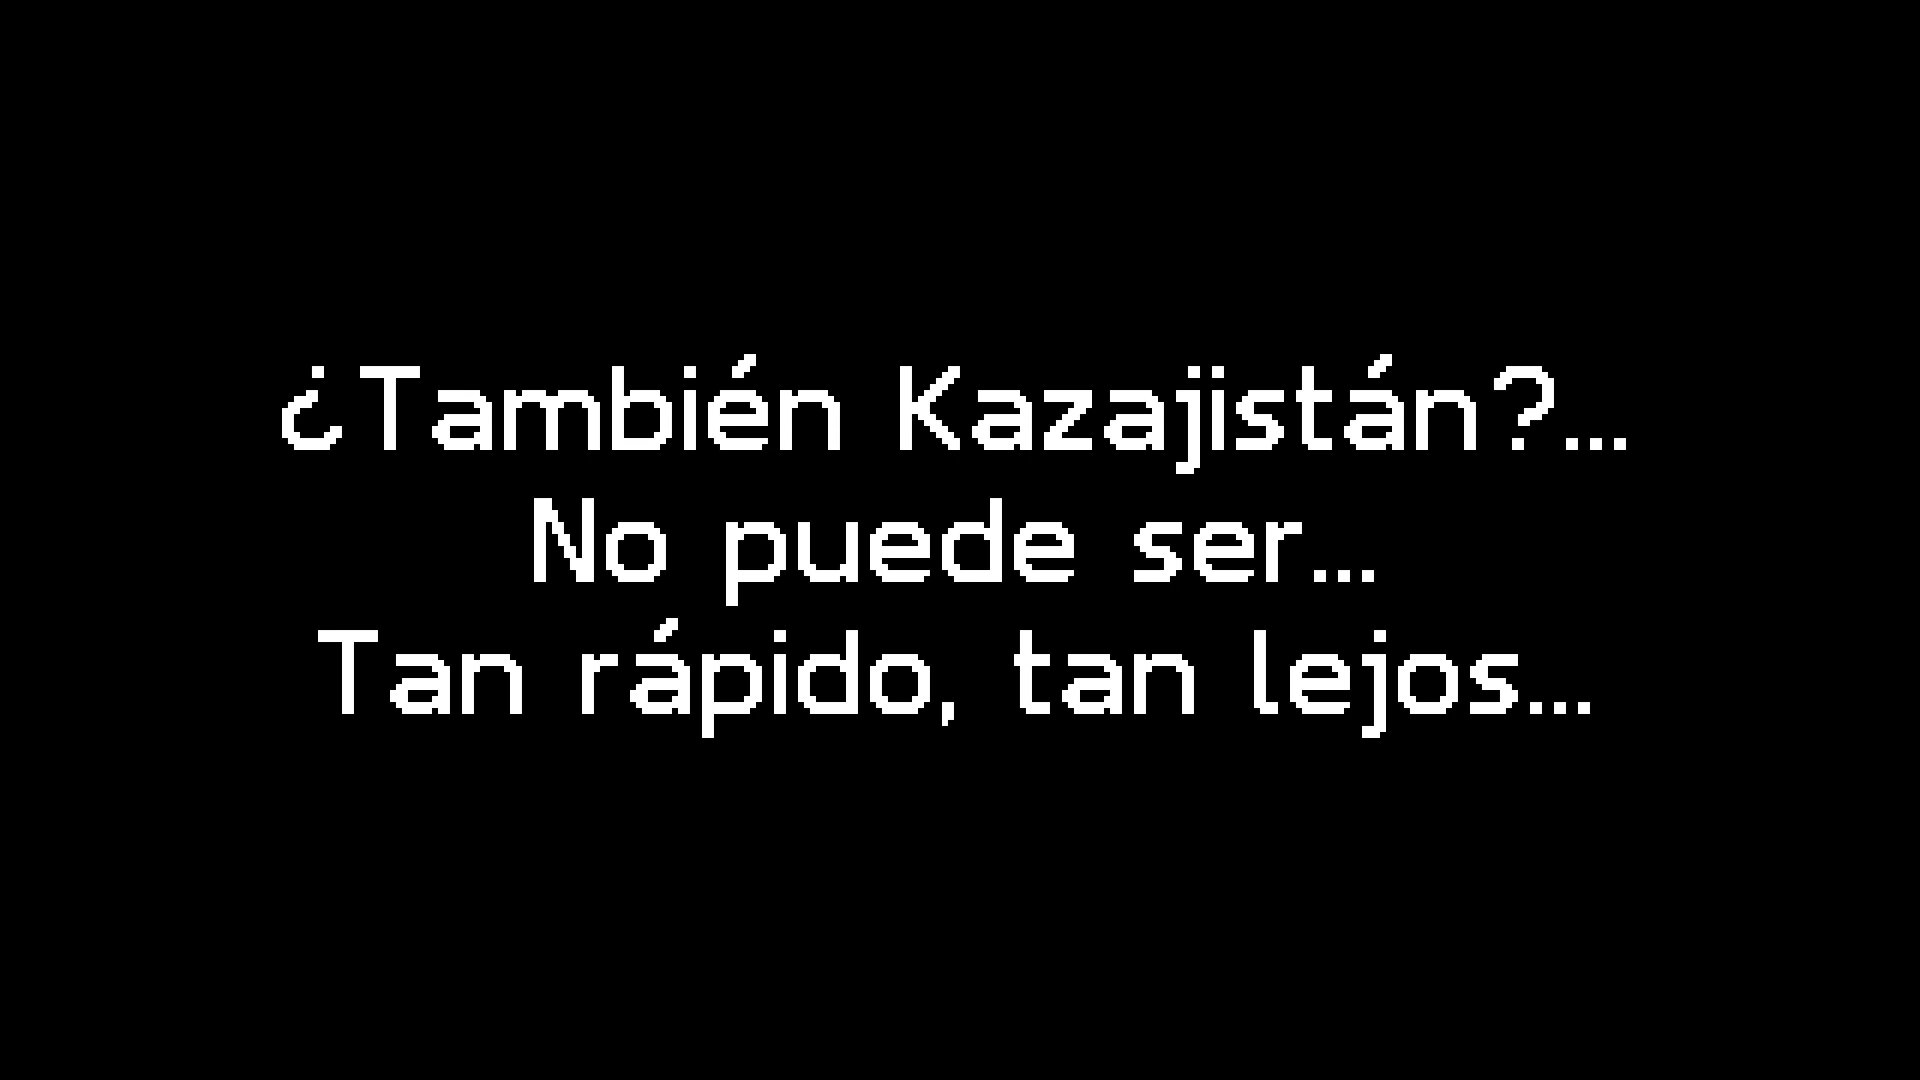 ¿También Kazajistán?...
No puede ser...
Tan rápido, tan lejos...